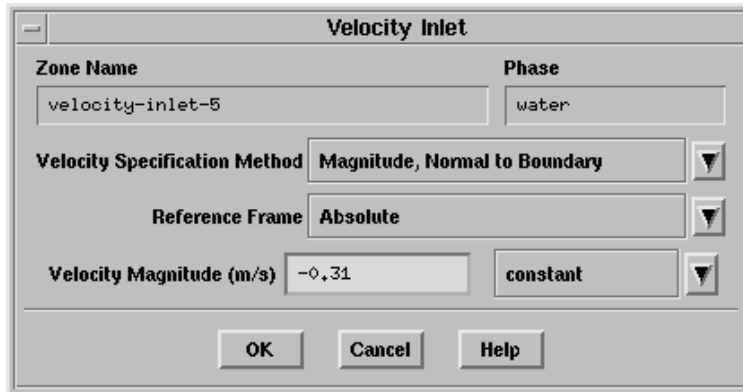 Velocity Inlet
Zone Name Phase
velocity-inlet-5 water
Velocity Specification Method Magnitude, Normal to Boundary
Reference Frame Absolute
Velocity Magnitude (m/s) -0.31 constant
OK Cancel Help